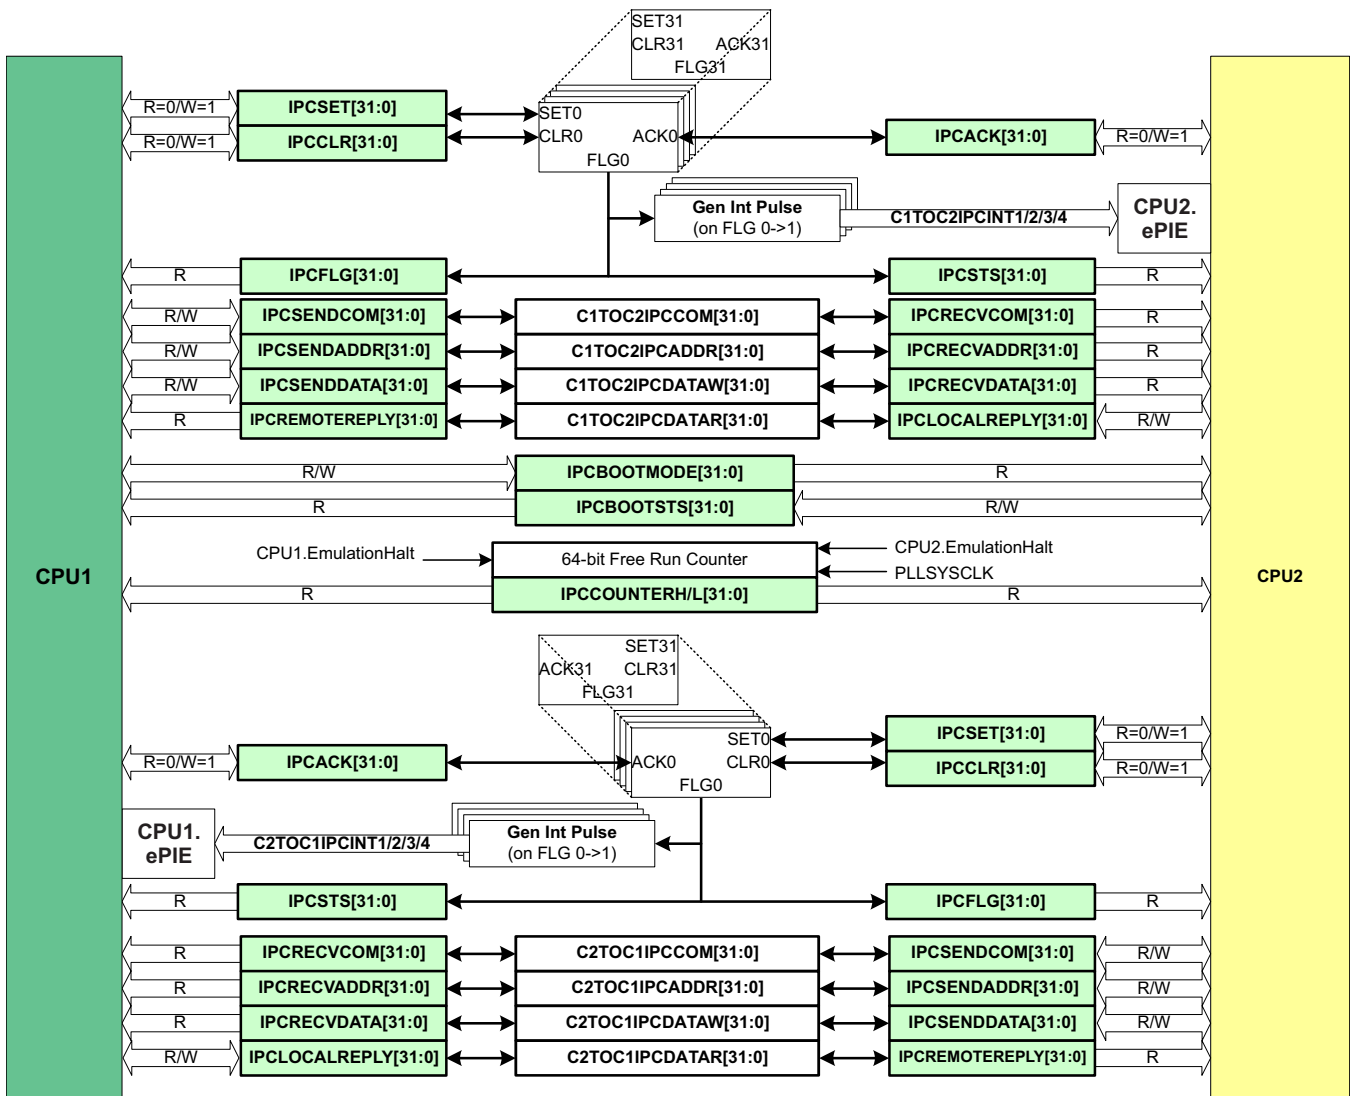 SET31
CLR31 ACK31
FLG31
R=0/W=1 IPCSET[31:0] SET0
R=0/W=1 IPCCLR[31:0] CLR0 ACK0 IPCACK[31:0] R=0/W=1
FLG0
Gen Int Pulse
(on FLG 0->1)
C1TOC2IPCINT1/2/3/4
CPU2.
ePIE
R IPCFLG[31:0] IPCSTS[31:0] R
R/W IPCSENDCOM[31:0] C1TOC2IPCCOM[31:0] IPCRECVCOM[31:0] R
R/W IPCSENDADDR[31:0] C1TOC2IPCADDR[31:0] IPCRECVADDR[31:0] R
R/W IPCSENDDATA[31:0] C1TOC2IPCDATAW[31:0] IPCRECVDATA[31:0] R
R IPCREMOTEREPLY[31:0] C1TOC2IPCDATAR[31:0] IPCLOCALREPLY[31:0] R/W
R/W IPCBOOTMODE[31:0] R
R IPCBOOTSTS[31:0] R/W
CPU1.EmulationHalt 64-bit Free Run Counter CPU2.EmulationHalt
PLLSYSCLK
CPU1 CPU2
R IPCCOUNTERH/L[31:0] R
SET31
ACK31 CLR31
FLG31
SET0 IPCSET[31:0] R=0/W=1
R=0/W=1 IPCACK[31:0] ACK0 CLR0 IPCCLR[31:0] R=0/W=1
FLG0
CPU1.
ePIE
C2TOC1IPCINT1/2/3/4
Gen Int Pulse
(on FLG 0->1)
R IPCSTS[31:0] IPCFLG[31:0] R
R IPCRECVCOM[31:0] C2TOC1IPCCOM[31:0] IPCSENDCOM[31:0] R/W
R IPCRECVADDR[31:0] C2TOC1IPCADDR[31:0] IPCSENDADDR[31:0] R/W
R IPCRECVDATA[31:0] C2TOC1IPCDATAW[31:0] IPCSENDDATA[31:0] R/W
R/W IPCLOCALREPLY[31:0] C2TOC1IPCDATAR[31:0] IPCREMOTEREPLY[31:0] R